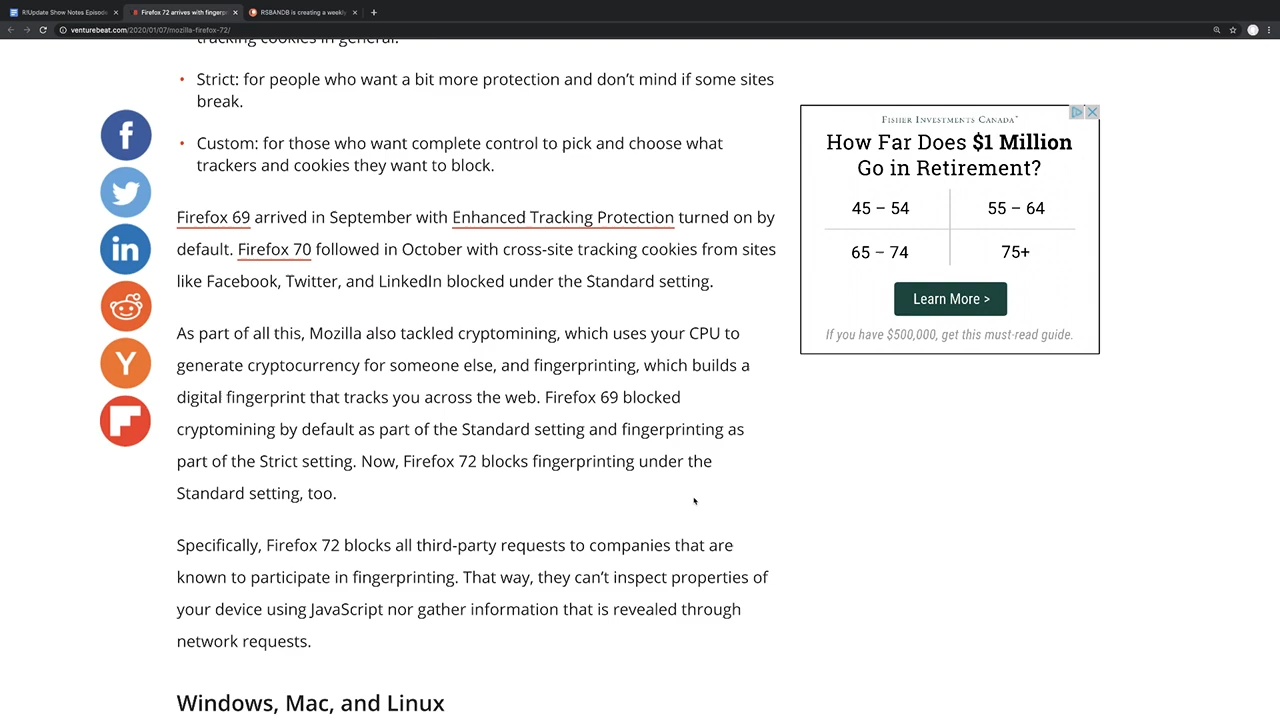 R/Update Show Notes Episode
Firefox 72 arrives with fingerpr
RSBANDB is creating a weekly
venturebeat.com/2020/01/07/mozilla-firefox-72/
tracking cookies in general.
• Strict: for people who want a bit more protection and don’t mind if some sites
break.
• Custom: for those who want complete control to pick and choose what
trackers and cookies they want to block.
Firefox 69 arrived in September with Enhanced Tracking Protection turned on by
default. Firefox 70 followed in October with cross-site tracking cookies from sites
like Facebook, Twitter, and LinkedIn blocked under the Standard setting.
As part of all this, Mozilla also tackled cryptomining, which uses your CPU to
generate cryptocurrency for someone else, and fingerprinting, which builds a
digital fingerprint that tracks you across the web. Firefox 69 blocked
cryptomining by default as part of the Standard setting and fingerprinting as
part of the Strict setting. Now, Firefox 72 blocks fingerprinting under the
Standard setting, too.
Specifically, Firefox 72 blocks all third-party requests to companies that are
known to participate in fingerprinting. That way, they can’t inspect properties of
your device using JavaScript nor gather information that is revealed through
network requests.
Windows, Mac, and Linux
FISHER INVESTMENTS CANADA™
How Far Does $1 Million
Go in Retirement?
45 – 54
55 – 64
65 – 74
75+
Learn More >
If you have $500,000, get this must-read guide.